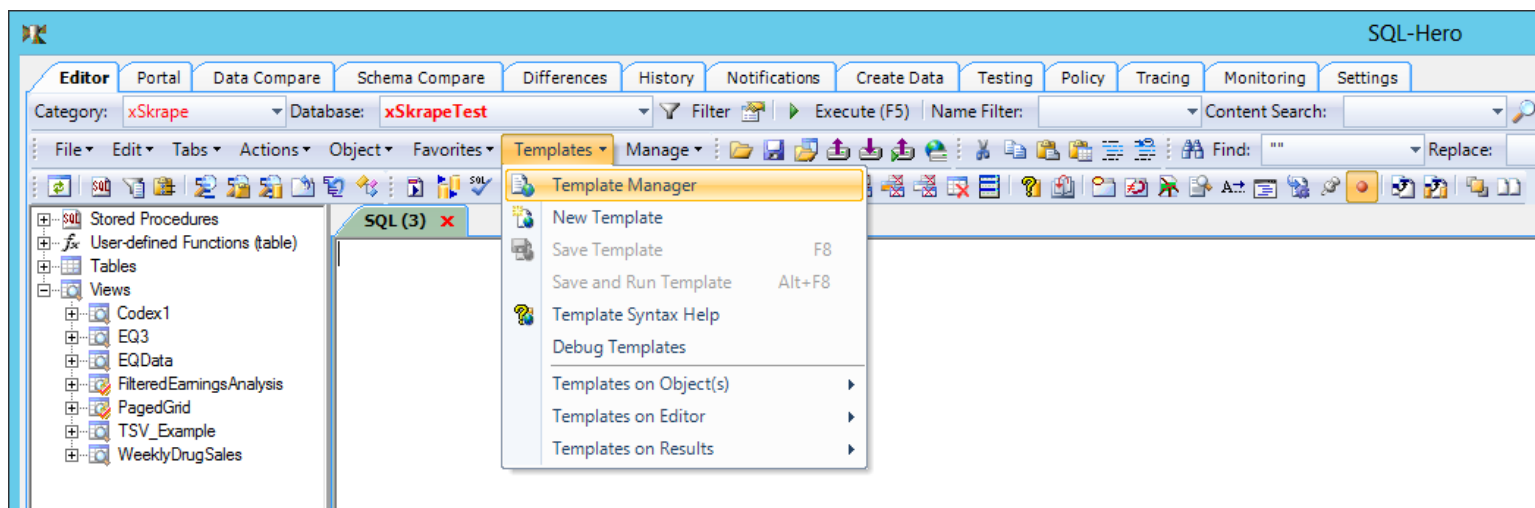 SQL-Hero
Editor Portal Data Compare Schema Compare Differences History Notifications Create Data Testing Policy Tracing Monitoring Settings
Category: xSkrape Database: xSkrapeTest Filter Execute (F5) Name Filter: Content Search:
File Edit Tabs Actions Object Favorites Templates Manage Find: "" Replace:
Template Manager
New Template
Save Template F8
Save and Run Template Alt+F8
Template Syntax Help
Debug Templates
Templates on Object(s)
Templates on Editor
Templates on Results
Stored Procedures
fx User-defined Functions (table)
Tables
Views
Codex1
EQ3
EQData
FilteredEarningsAnalysis
PagedGrid
TSV_Example
WeeklyDrugSales
SQL (3)